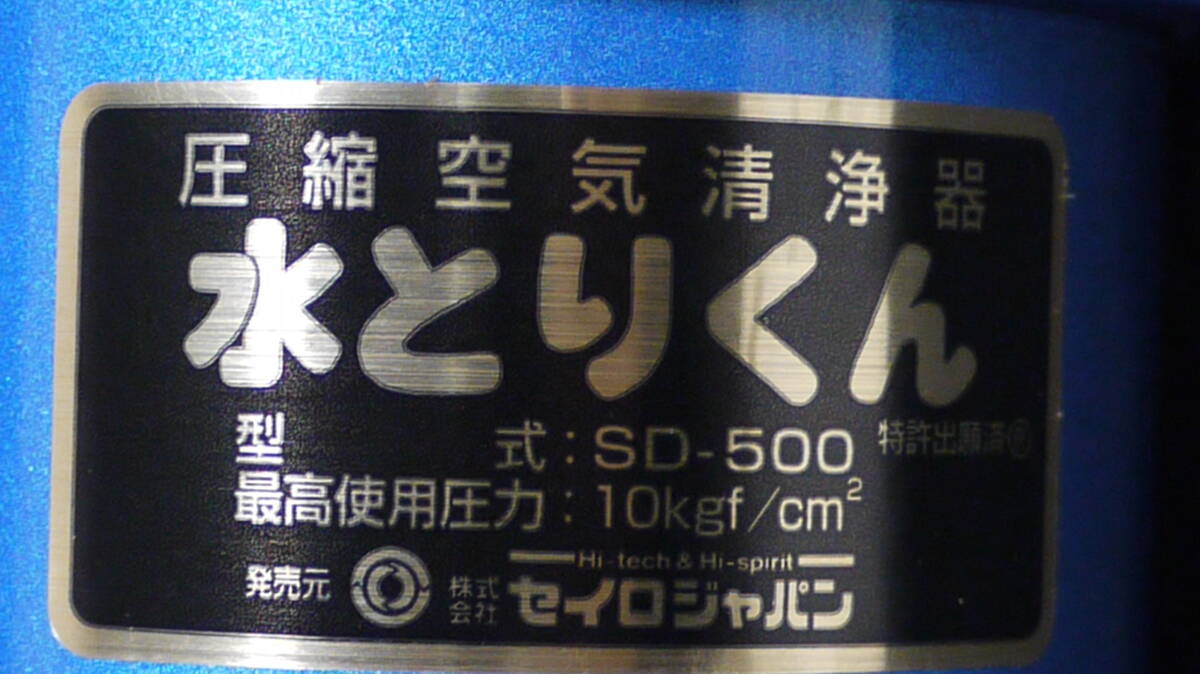 圧縮空気清浄器
水とりくん
型 式：SD-500 特許出願済
最高使用圧力：10kgf/cm²
Hi-tech & Hi-spirit
発売元 株式会社 セイロジャパン